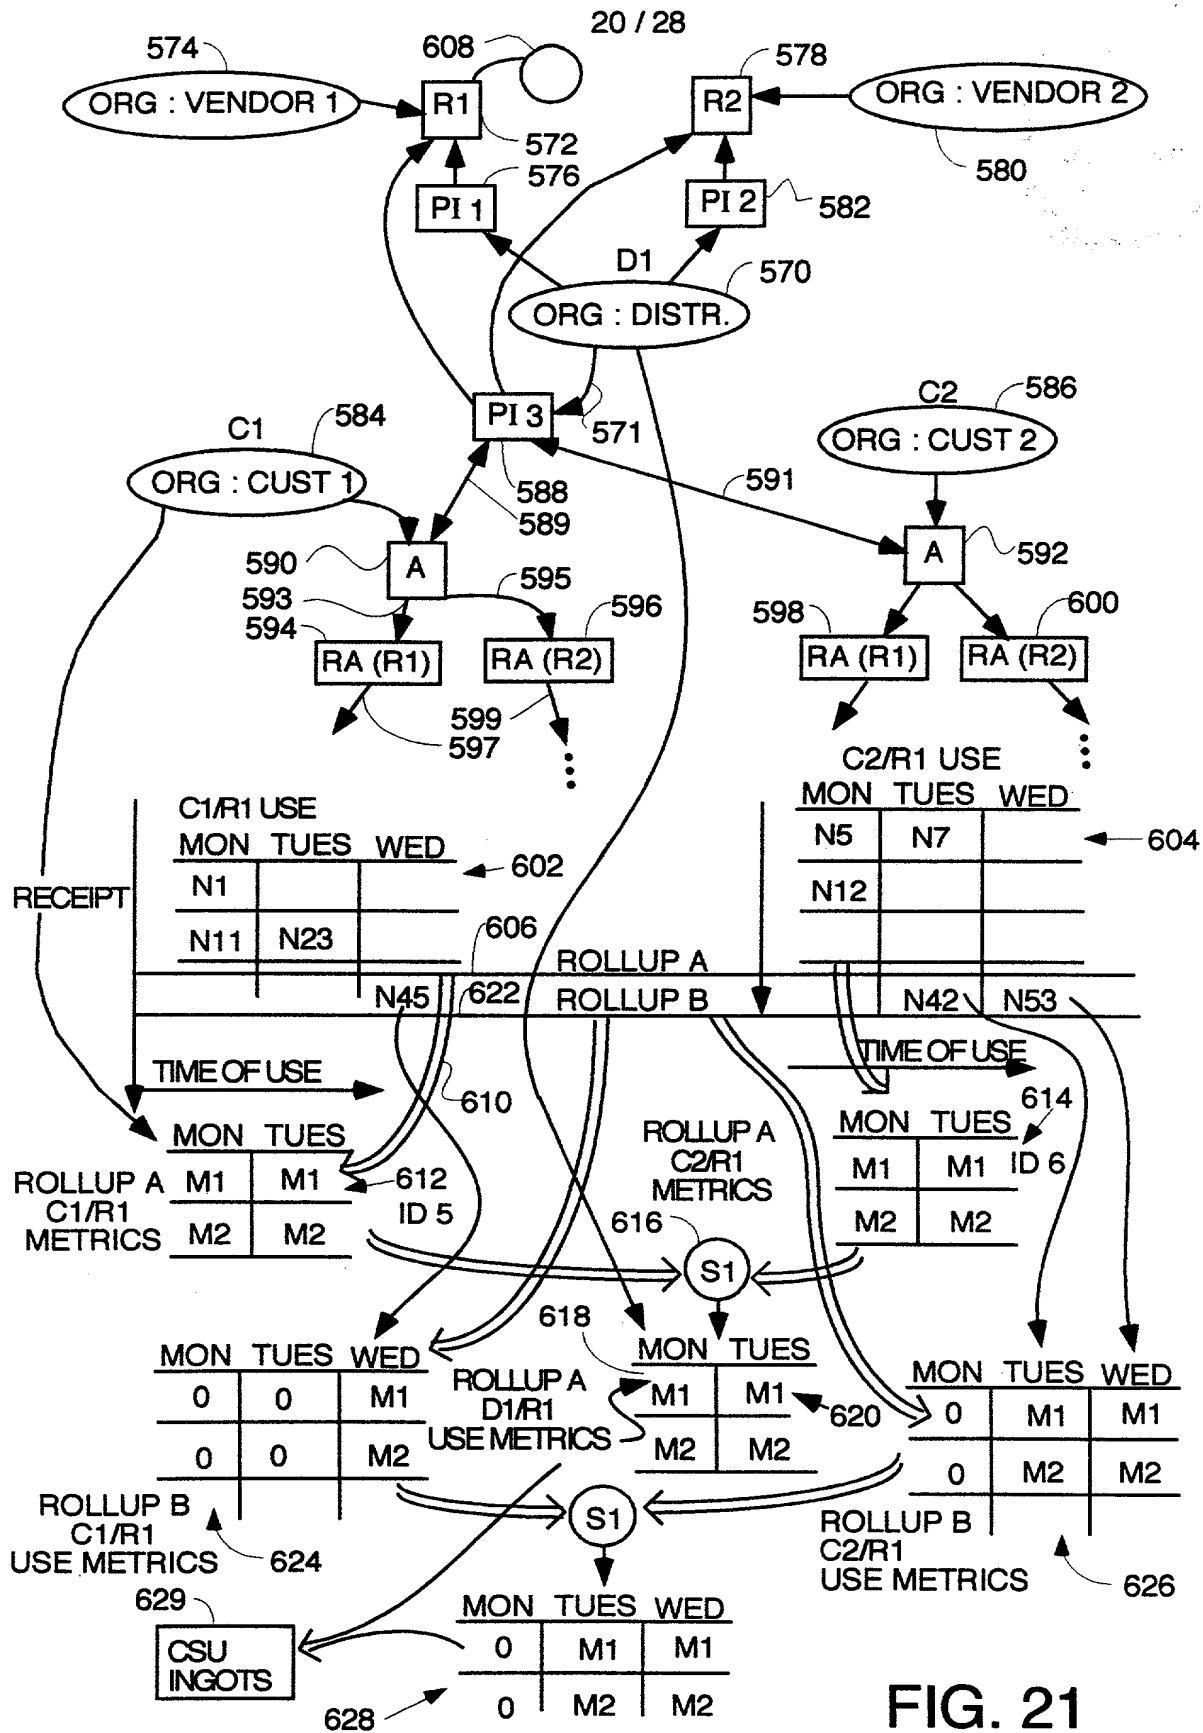 20 / 28
574
608
578
ORG : VENDOR 1
R1
R2
ORG : VENDOR 2
572
576
580
PI 1
PI 2
582
D1
570
ORG : DISTR.
C2
586
C1
584
PI 3
571
ORG : CUST 2
ORG : CUST 1
588
591
589
590
A
A
592
593
595
594
596
598
600
RA (R1)
RA (R2)
RA (R1)
RA (R2)
599
597
C2/R1 USE
MON TUES WED
C1/R1 USE
MON TUES WED
N5 N7
604
602
N1
N12
RECEIPT
N11 N23
606
ROLLUP A
N45
622
ROLLUP B
N42 N53
TIME OF USE
TIME OF USE
610
614
MON TUES
ROLLUP A
C2/R1
METRICS
MON TUES
M1 M1
612
M1 M1
ID 6
ROLLUP A
C1/R1
METRICS
ID 5
M2 M2
M2 M2
616
S1
618
MON TUES
MON TUES WED
MON TUES WED
0 0 M1
ROLLUP A
D1/R1
USE METRICS
M1 M1
620
0 M1 M1
0 0 M2
M2 M2
0 M2 M2
ROLLUP B
C1/R1
USE METRICS
624
S1
ROLLUP B
C2/R1
USE METRICS
626
629
MON TUES WED
CSU
INGOTS
0 M1 M1
628
0 M2 M2
FIG. 21